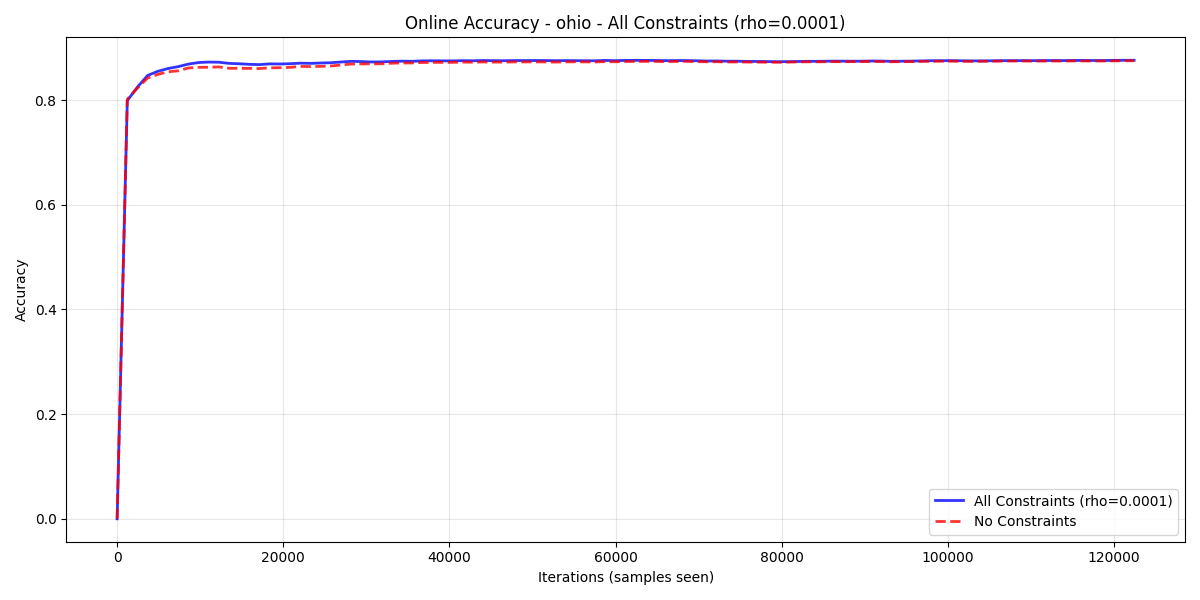 Online Accuracy - ohio - All Constraints (rho=0.0001)
Accuracy
0.8
0.6
0.4
0.2
0.0
All Constraints (rho=0.0001)
No Constraints
0 20000 40000 60000 80000 100000 120000
Iterations (samples seen)